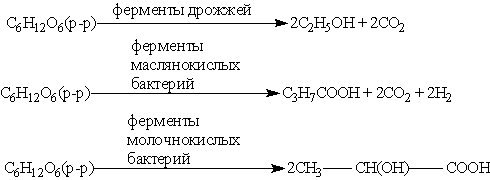 ферменты дрожжей
C₆H₁₂O₆(р-р) → 2C₂H₅OH + 2CO₂
ферменты
маслянокислых
бактерий
C₆H₁₂O₆(р-р) → C₃H₇COOH + 2CO₂ + 2H₂
ферменты
молочнокислых
бактерий
C₆H₁₂O₆(р-р) → 2CH₃ — CH(OH) — COOH